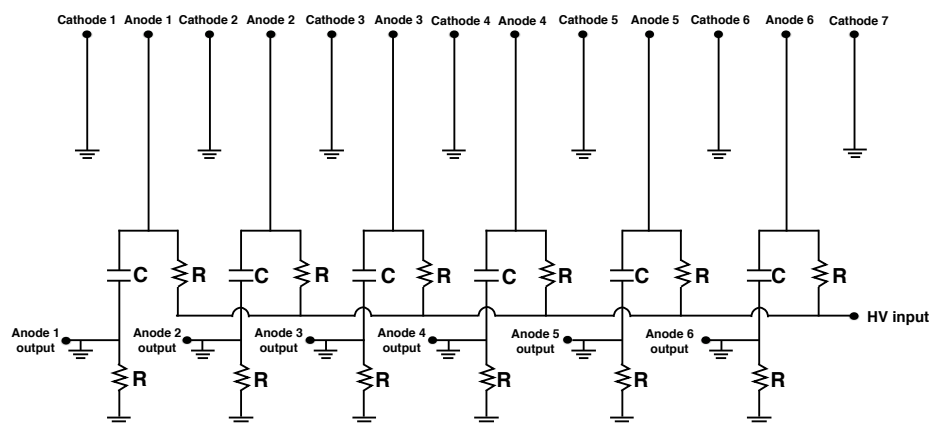 Cathode 1 Anode 1 Cathode 2 Anode 2 Cathode 3 Anode 3 Cathode 4 Anode 4 Cathode 5 Anode 5 Cathode 6 Anode 6 Cathode 7
C R C R C R C R C R C R
HV input
Anode 1
output
Anode 2
output
Anode 3
output
Anode 4
output
Anode 5
output
Anode 6
output
R R R R R R